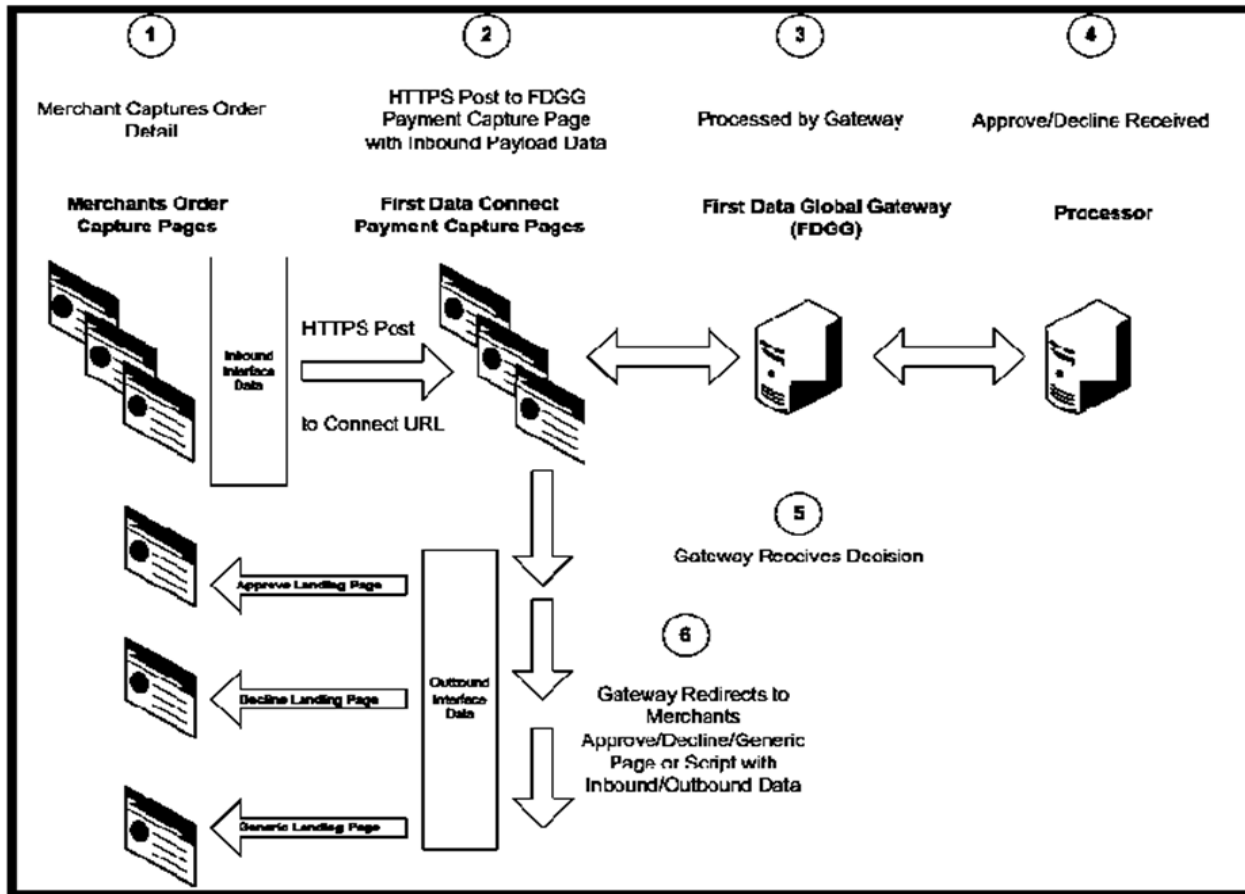 1
2
3
4
Merchant Captures Order
Detail
HTTPS Post to FDGG
Payment Capture Page
with Inbound Payload Data
Processed by Gateway
Approve/Decline Received
Merchants Order
Capture Pages
First Data Connect
Payment Capture Pages
First Data Global Gateway
(FDGG)
Processor
Inbound
Interface
Data
HTTPS Post
to Connect URL
5
Gateway Receives Decision
Approve Landing Page
Decline Landing Page
Generic Landing Page
Outbound
Interface
Data
6
Gateway Redirects to
Merchants
Approve/Decline/Generic
Page or Script with
Inbound/Outbound Data